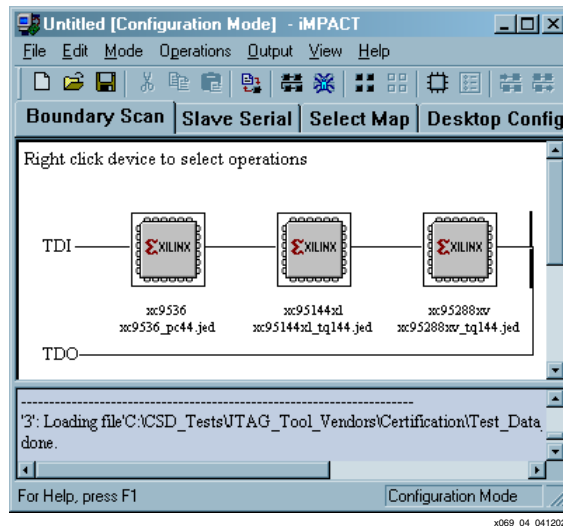 Untitled [Configuration Mode] - iMPACT
File Edit Mode Operations Output View Help
Boundary Scan Slave Serial Select Map Desktop Config
Right click device to select operations
TDI
XILINX XILINX XILINX
xc9536 xc95144xl xc95288xv
xc9536_pc44.jed xc95144xl_tq144.jed xc95288xv_tq144.jed
TDO
----------------------------------------------------------------------
'3': Loading file'C:\CSD_Tests\JTAG_Tool_Vendors\Certification\Test_Data_
done.
For Help, press F1 Configuration Mode
x069_04_041202